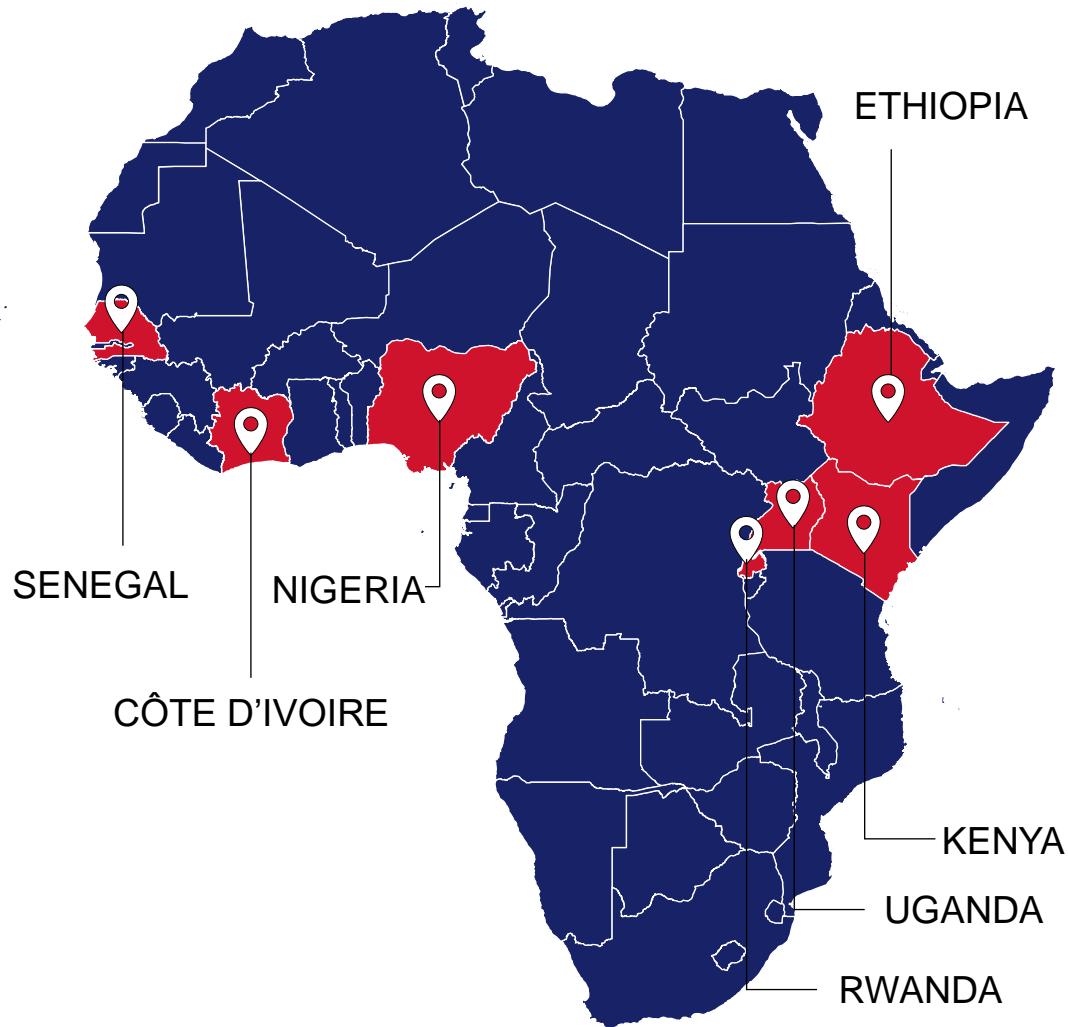 ETHIOPIA
SENEGAL
NIGERIA
CÔTE D’IVOIRE
KENYA
UGANDA
RWANDA